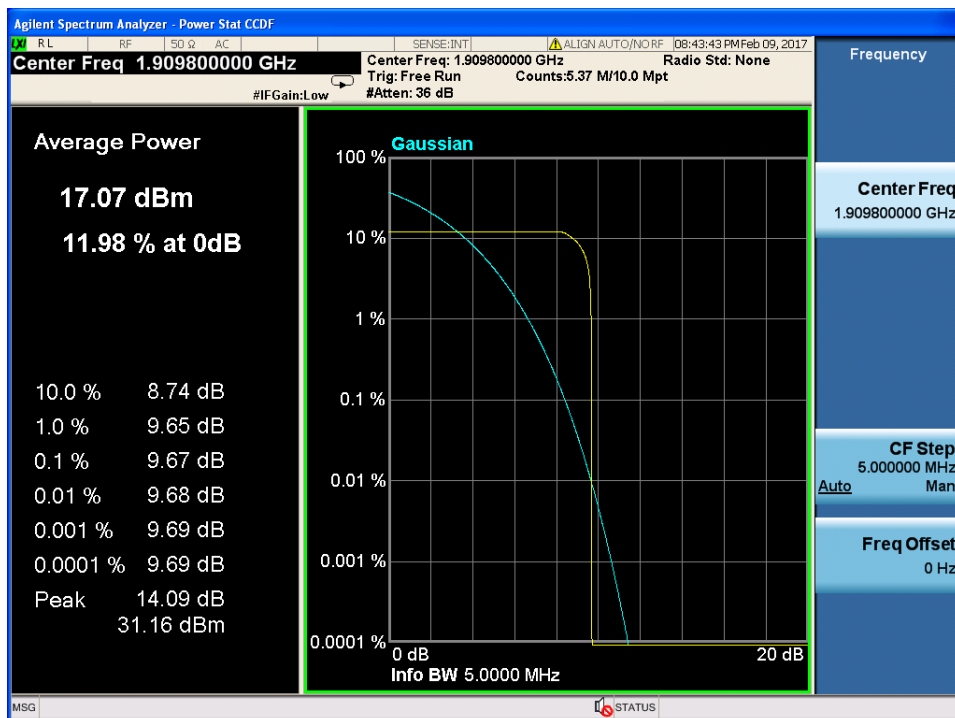 Agilent Spectrum Analyzer - Power Stat CCDF
LXI RL RF 50 Ω AC SENSE:INT ALIGN AUTO/NO RF 08:43:43 PM Feb 09, 2017
Center Freq 1.909800000 GHz
Center Freq: 1.909800000 GHz Radio Std: None
Trig: Free Run Counts:5.37 M/10.0 Mpt
#IFGain:Low #Atten: 36 dB
Average Power
17.07 dBm
11.98 % at 0dB
10.0 % 8.74 dB
1.0 % 9.65 dB
0.1 % 9.67 dB
0.01 % 9.68 dB
0.001 % 9.69 dB
0.0001 % 9.69 dB
Peak 14.09 dB
31.16 dBm
Gaussian
100 %
10 %
1 %
0.1 %
0.01 %
0.001 %
0.0001 %
0 dB 20 dB
Info BW 5.0000 MHz
Frequency
Center Freq
1.909800000 GHz
CF Step
5.000000 MHz
Auto Man
Freq Offset
0 Hz
MSG STATUS